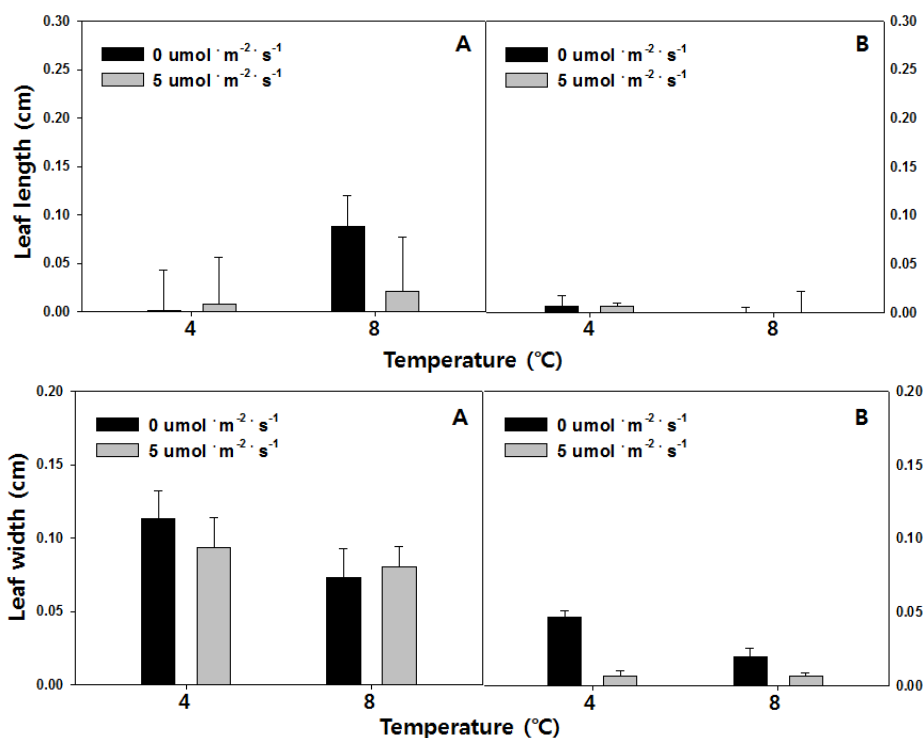 A
0 umol · m-2 · s-1
5 umol · m-2 · s-1
B
0 umol · m-2 · s-1
5 umol · m-2 · s-1
Leaf length (cm)
0.30
0.25
0.20
0.15
0.10
0.05
0.00
0.30
0.25
0.20
0.15
0.10
0.05
0.00
4 8 4 8
Temperature (℃)
A
0 umol · m-2 · s-1
5 umol · m-2 · s-1
B
0 umol · m-2 · s-1
5 umol · m-2 · s-1
Leaf width (cm)
0.20
0.15
0.10
0.05
0.00
0.20
0.15
0.10
0.05
0.00
4 8 4 8
Temperature (℃)